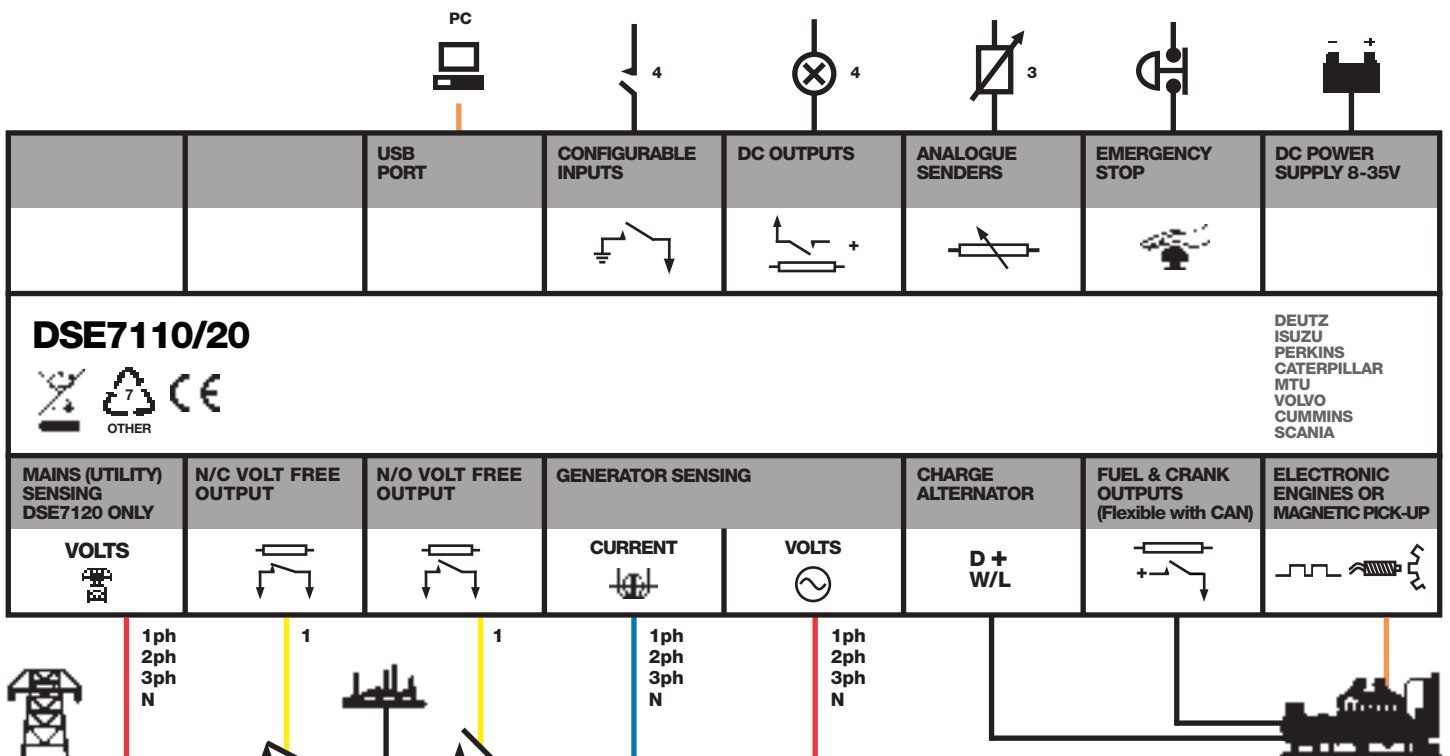 PC
4
4
3
- +
USB
PORT
CONFIGURABLE
INPUTS
DC OUTPUTS
ANALOGUE
SENDERS
EMERGENCY
STOP
DC POWER
SUPPLY 8-35V
+
DSE7110/20
7
OTHER
CE
DEUTZ
ISUZU
PERKINS
CATERPILLAR
MTU
VOLVO
CUMMINS
SCANIA
MAINS (UTILITY)
SENSING
DSE7120 ONLY
VOLTS
N/C VOLT FREE
OUTPUT
N/O VOLT FREE
OUTPUT
GENERATOR SENSING
CURRENT
VOLTS
CHARGE
ALTERNATOR
D +
W/L
FUEL & CRANK
OUTPUTS
(Flexible with CAN)
+
ELECTRONIC
ENGINES OR
MAGNETIC PICK-UP
1ph
2ph
3ph
N
1
1
1ph
2ph
3ph
N
1ph
2ph
3ph
N